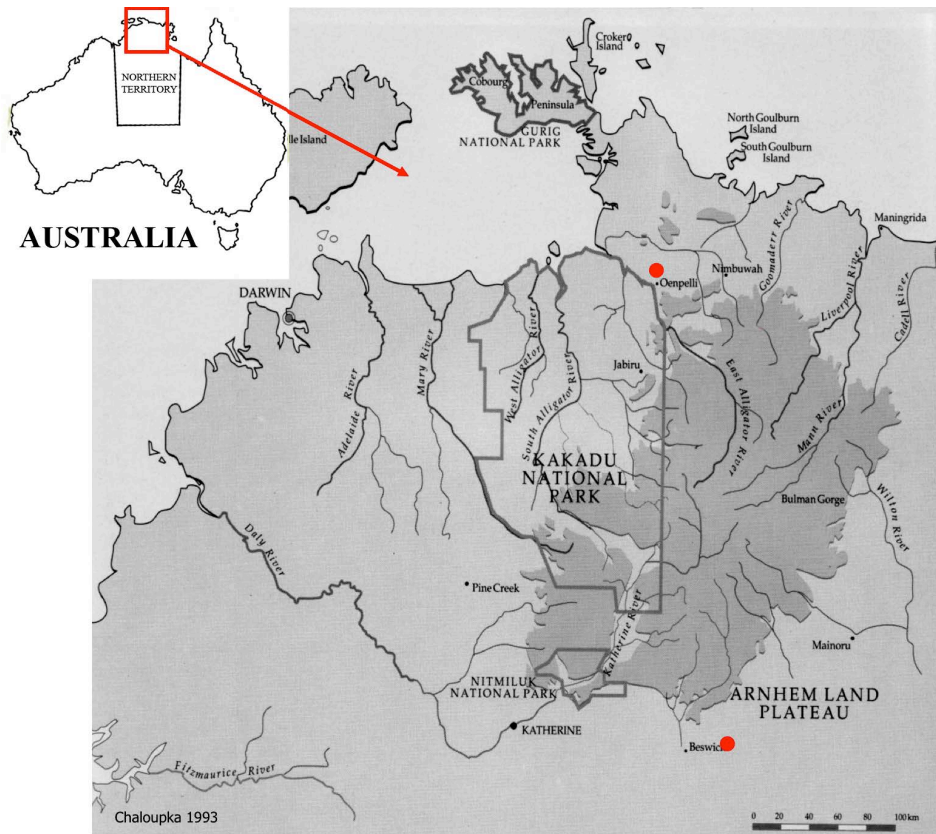 NORTHERN
TERRITORY
AUSTRALIA
Croker
Island
Cobourg
Peninsula
GURIG
NATIONAL PARK
lle Island
North Goulburn
Island
South Goulburn
Island
Maningrida
Goomaderr River
Liverpool River
Cadell River
Nimbuwah
Oenpelli
DARWIN
Adelaide River
Mary River
West Alligator River
South Alligator River
Jabiru
East Alligator River
Mann River
KAKADU
NATIONAL
PARK
Bulman Gorge
Wilton River
Daly River
Pine Creek
Katherine River
Mainoru
NITMILUK
NATIONAL PARK
ARNHEM LAND
PLATEAU
KATHERINE
Beswick
Fitzmaurice River
Chaloupka 1993
0 20 40 60 80 100 km